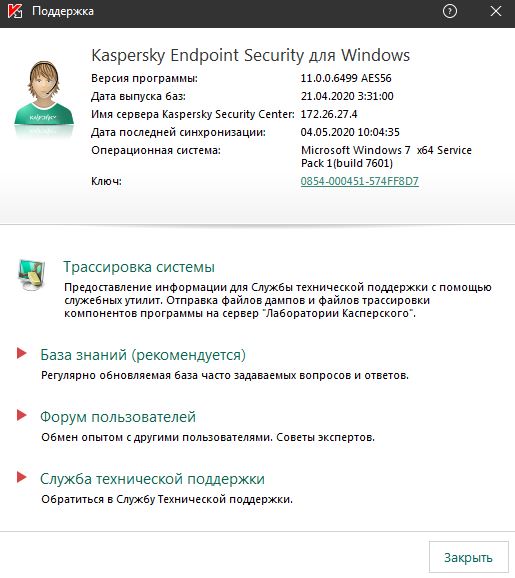 Поддержка
Kaspersky Endpoint Security для Windows
Версия программы: 11.0.0.6499 AES56
Дата выпуска баз: 21.04.2020 3:31:00
Имя сервера Kaspersky Security Center: 172.26.27.4
Дата последней синхронизации: 04.05.2020 10:04:35
Операционная система: Microsoft Windows 7 x64 Service
Pack 1(build 7601)
Ключ: 0854-000451-574FF8D7
KASPERSKY
Трассировка системы
Предоставление информации для Службы технической поддержки с помощью
служебных утилит. Отправка файлов дампов и файлов трассировки
компонентов программы на сервер "Лаборатории Касперского".
База знаний (рекомендуется)
Регулярно обновляемая база часто задаваемых вопросов и ответов.
Форум пользователей
Обмен опытом с другими пользователями. Советы экспертов.
Служба технической поддержки
Обратиться в Службу Технической поддержки.
Закрыть